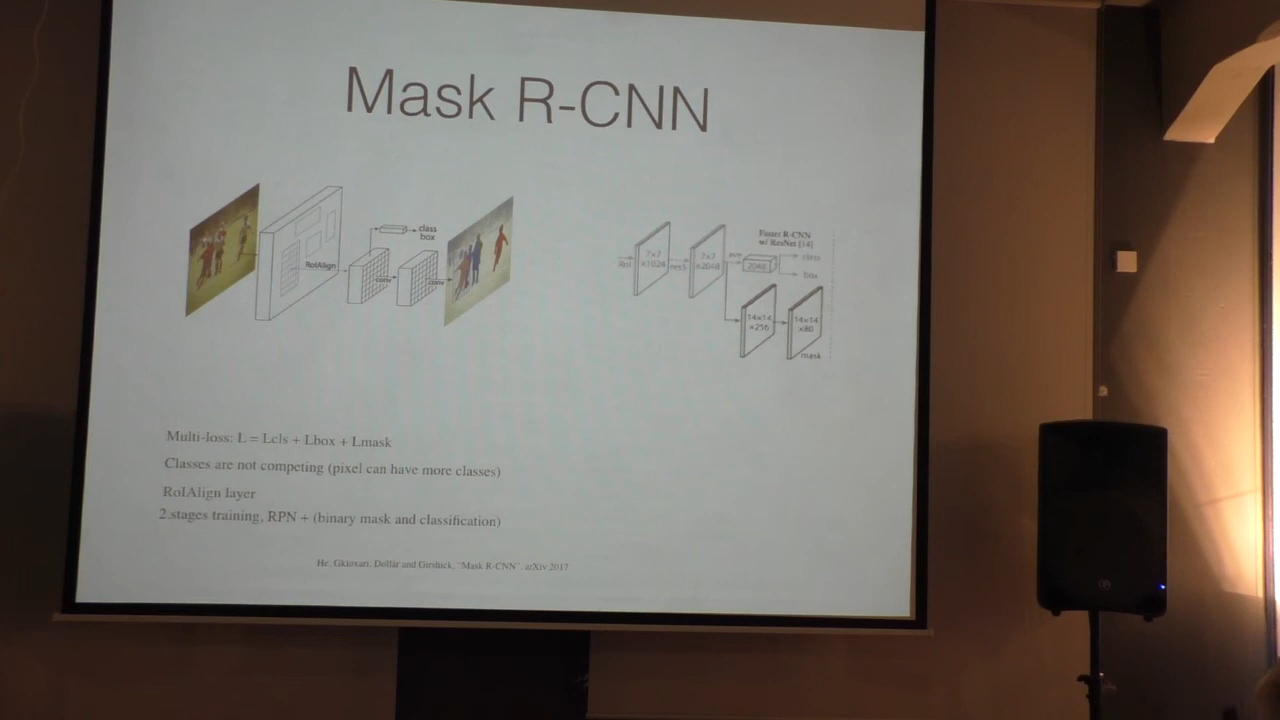 Mask R-CNN
RoIAlign
class
box
conv
conv
RoI
7×7
×1024
res5
7×7
×2048
ave
Faster R-CNN
w/ ResNet [14]
2048
class
box
14×14
×256
14×14
×80
mask
Multi-loss: L = Lcls + Lbox + Lmask
Classes are not competing (pixel can have more classes)
RoIAlign layer
2 stages training, RPN + (binary mask and classification)
He, Gkioxari, Dollár and Girshick, "Mask R-CNN", arXiv 2017